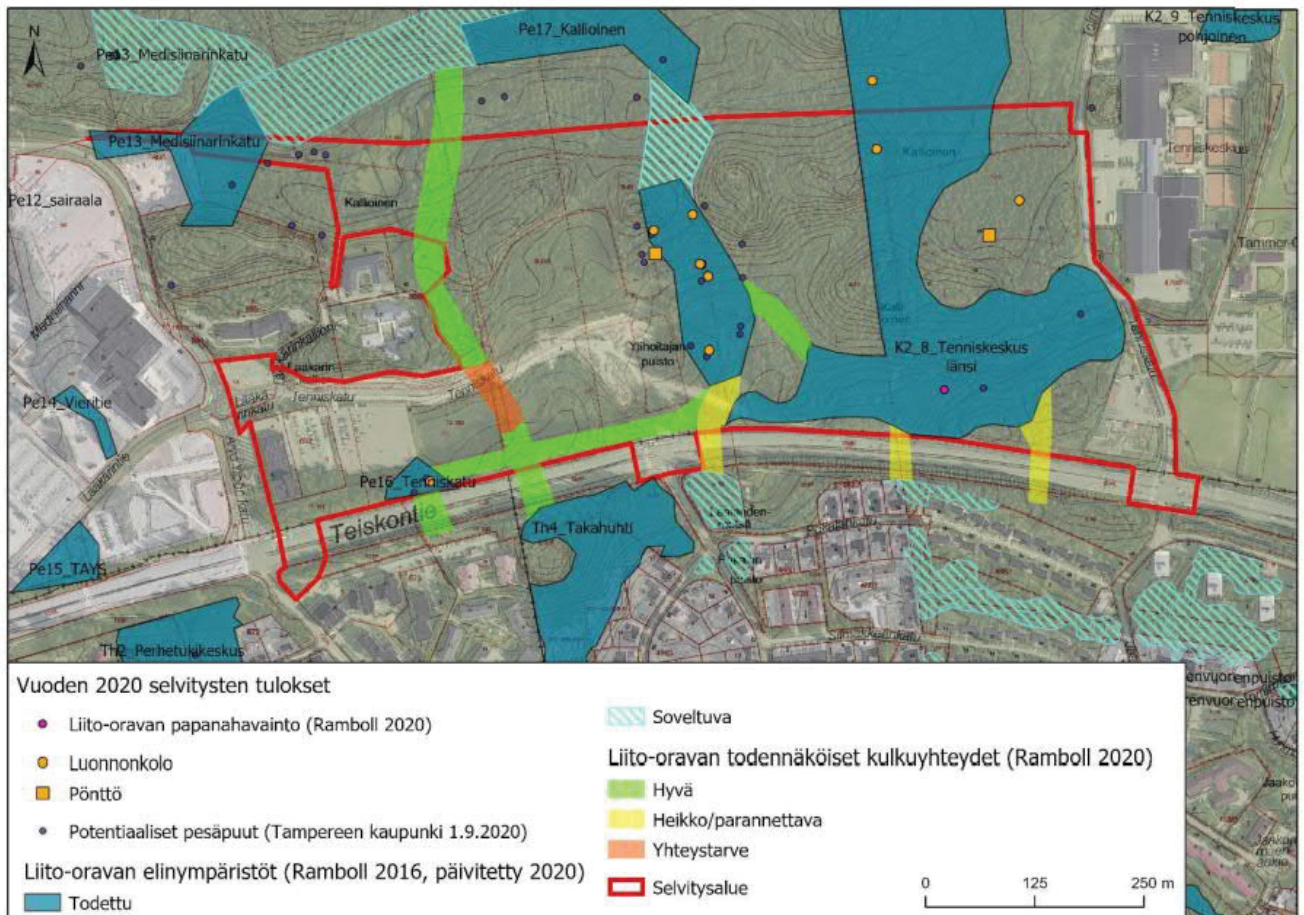 N
Pe13_Medisiinarinkatu
Pe17_Kallioinen
K2_9_Tenniskeskus
pohjoinen
Pe13_Medisiinarinkatu
Kallioinen
Tenniskeskus
Pe12_sairaala
Kallioinen
Ylihoitajan
puisto
K2_8_Tenniskeskus
länsi
Tenniskatu
Tenniskatu
Pe14_Vieritie
Laakarintie
Pe16_Tenniskatu
Teiskontie
Th4_Takahuhti
Pe15_TAYS
Th2_Perhetukikeskus
Vuoden 2020 selvitysten tulokset
Liito-oravan papanahavainto (Ramboll 2020)
Luonnonkolo
Pönttö
Potentiaaliset pesäpuut (Tampereen kaupunki 1.9.2020)
Liito-oravan elinympäristöt (Ramboll 2016, päivitetty 2020)
Todettu
Soveltuva
Liito-oravan todennäköiset kulkuyhteydet (Ramboll 2020)
Hyvä
Heikko/parannettava
Yhteystarve
Selvitysalue
0 125 250 m